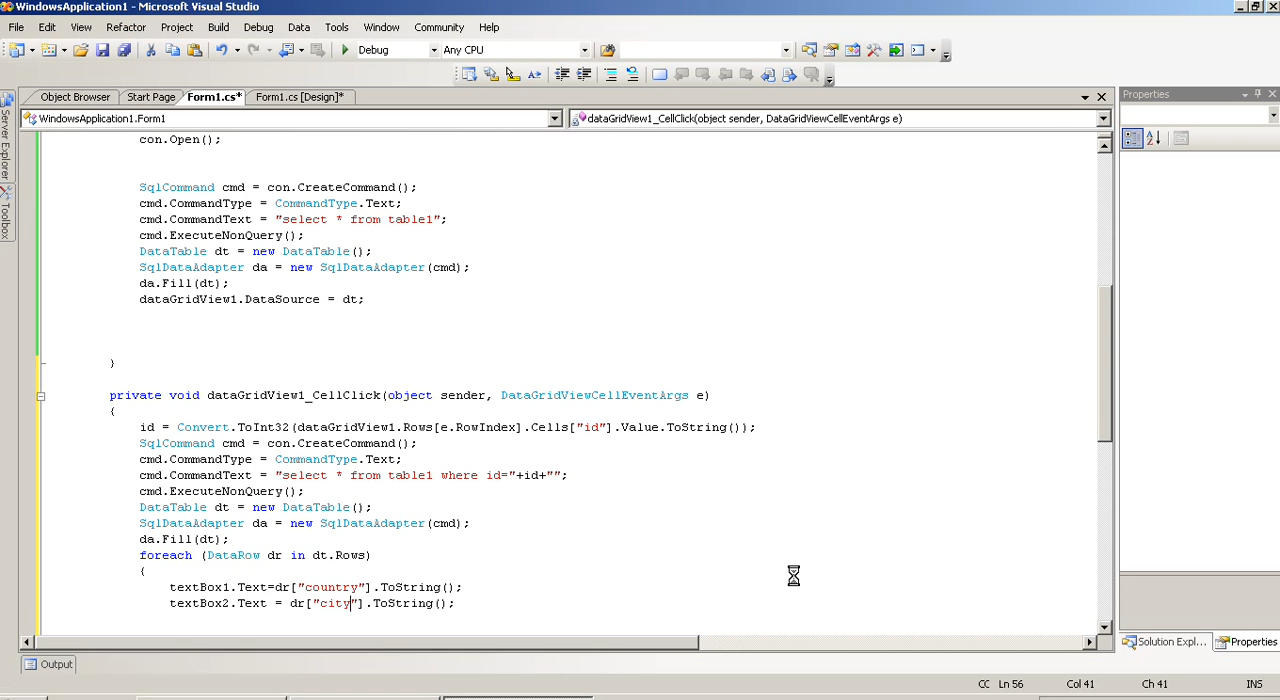 WindowsApplication1 - Microsoft Visual Studio
File Edit View Refactor Project Build Debug Data Tools Window Community Help
Debug Any CPU
Object Browser Start Page Form1.cs* Form1.cs [Design]* Properties
WindowsApplication1.Form1 dataGridView1_CellClick(object sender, DataGridViewCellEventArgs e)
Server Explorer
Toolbox
con.Open();
SqlCommand cmd = con.CreateCommand();
cmd.CommandType = CommandType.Text;
cmd.CommandText = "select * from table1";
cmd.ExecuteNonQuery();
DataTable dt = new DataTable();
SqlDataAdapter da = new SqlDataAdapter(cmd);
da.Fill(dt);
dataGridView1.DataSource = dt;
}
private void dataGridView1_CellClick(object sender, DataGridViewCellEventArgs e)
{
id = Convert.ToInt32(dataGridView1.Rows[e.RowIndex].Cells["id"].Value.ToString());
SqlCommand cmd = con.CreateCommand();
cmd.CommandType = CommandType.Text;
cmd.CommandText = "select * from table1 where id="+id+"";
cmd.ExecuteNonQuery();
DataTable dt = new DataTable();
SqlDataAdapter da = new SqlDataAdapter(cmd);
da.Fill(dt);
foreach (DataRow dr in dt.Rows)
{
textBox1.Text=dr["country"].ToString();
textBox2.Text = dr["city"].ToString();
Solution Expl... Properties
Output
CC Ln 56 Col 41 Ch 41 INS